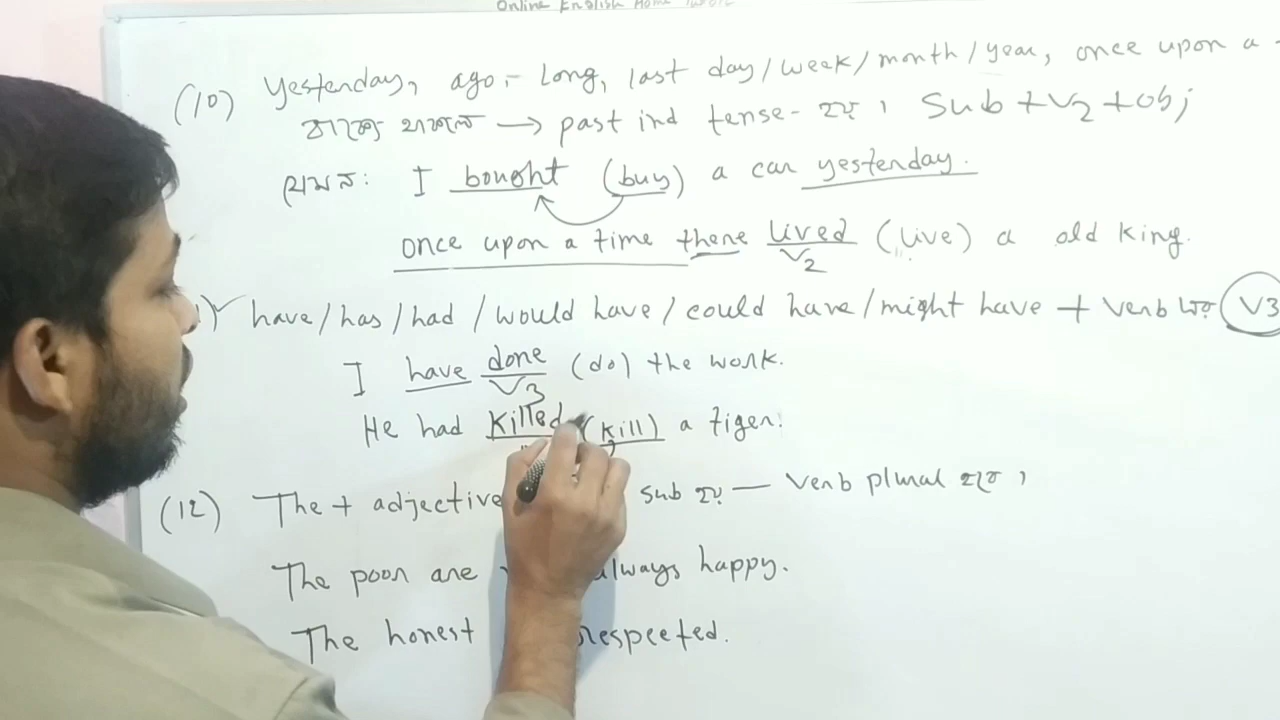 Online English Home
(10) Yesterday, ago, long, last day/week/month/year, once upon a
থাকলে → past ind tense- হয়। Sub + V2 + obj
যেমন: I bought (buy) a car yesterday.
once upon a time there lived (live) a old king.
V2
have/has/had/would have/could have/might have + verb এর V3
I have done (do) the work.
V3
He had killed (kill) a tiger.
(12) The + adjective sub হয় — verb plural হবে।
The poor are always happy.
The honest respected.